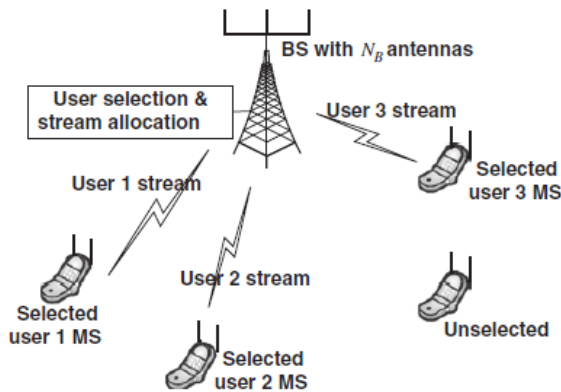 BS with N_B antennas
User selection &
stream allocation
User 3 stream
User 1 stream
Selected
user 3 MS
User 2 stream
Selected
user 1 MS
Unselected
Selected
user 2 MS